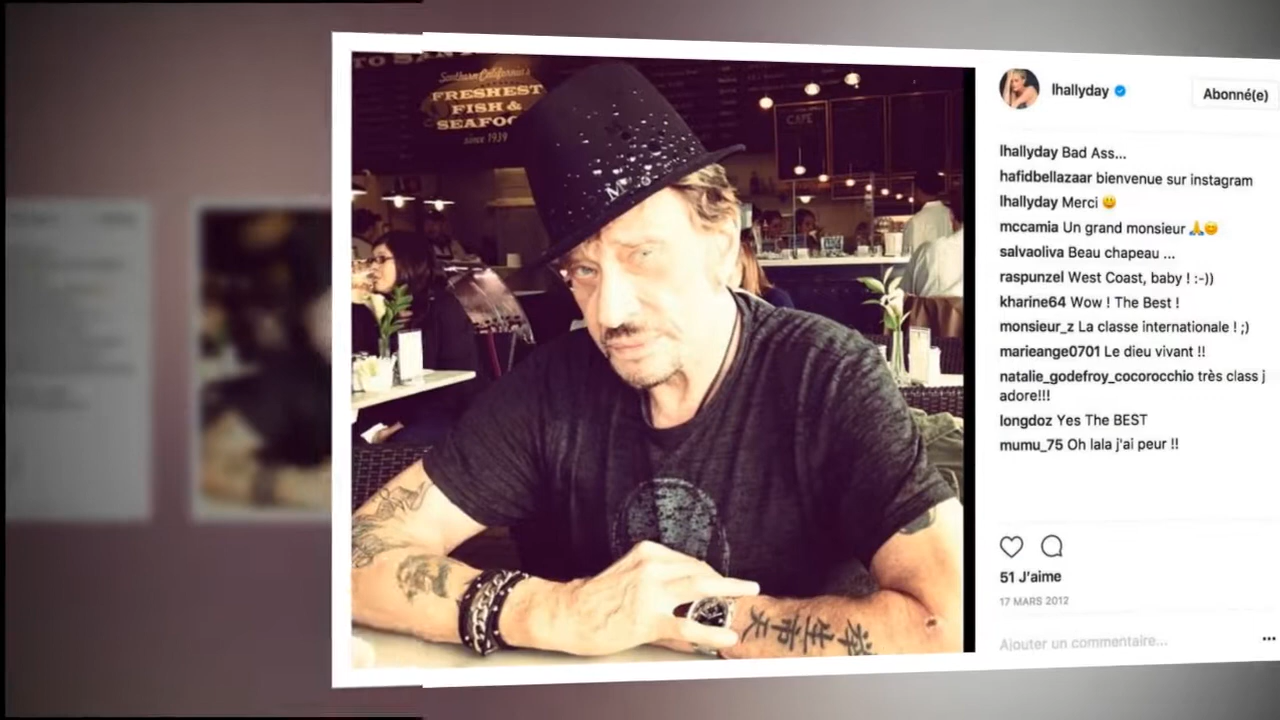 TO SANTA
Southern California's
FRESHEST
FISH &
SEAFOO
since 1939
CAFE
lhallyday
Abonné(e)
lhallyday Bad Ass...
hafidbellazaar bienvenue sur instagram
lhallyday Merci 😀
mccamia Un grand monsieur 🙏😊
salvaoliva Beau chapeau ...
raspunzel West Coast, baby ! :-))
kharine64 Wow ! The Best !
monsieur_z La classe internationale ! ;)
marieange0701 Le dieu vivant !!
natalie_godefroy_cocorocchio très class j
adore!!!
longdoz Yes The BEST
mumu_75 Oh lala j'ai peur !!
51 J'aime
17 MARS 2012
Ajouter un commentaire...